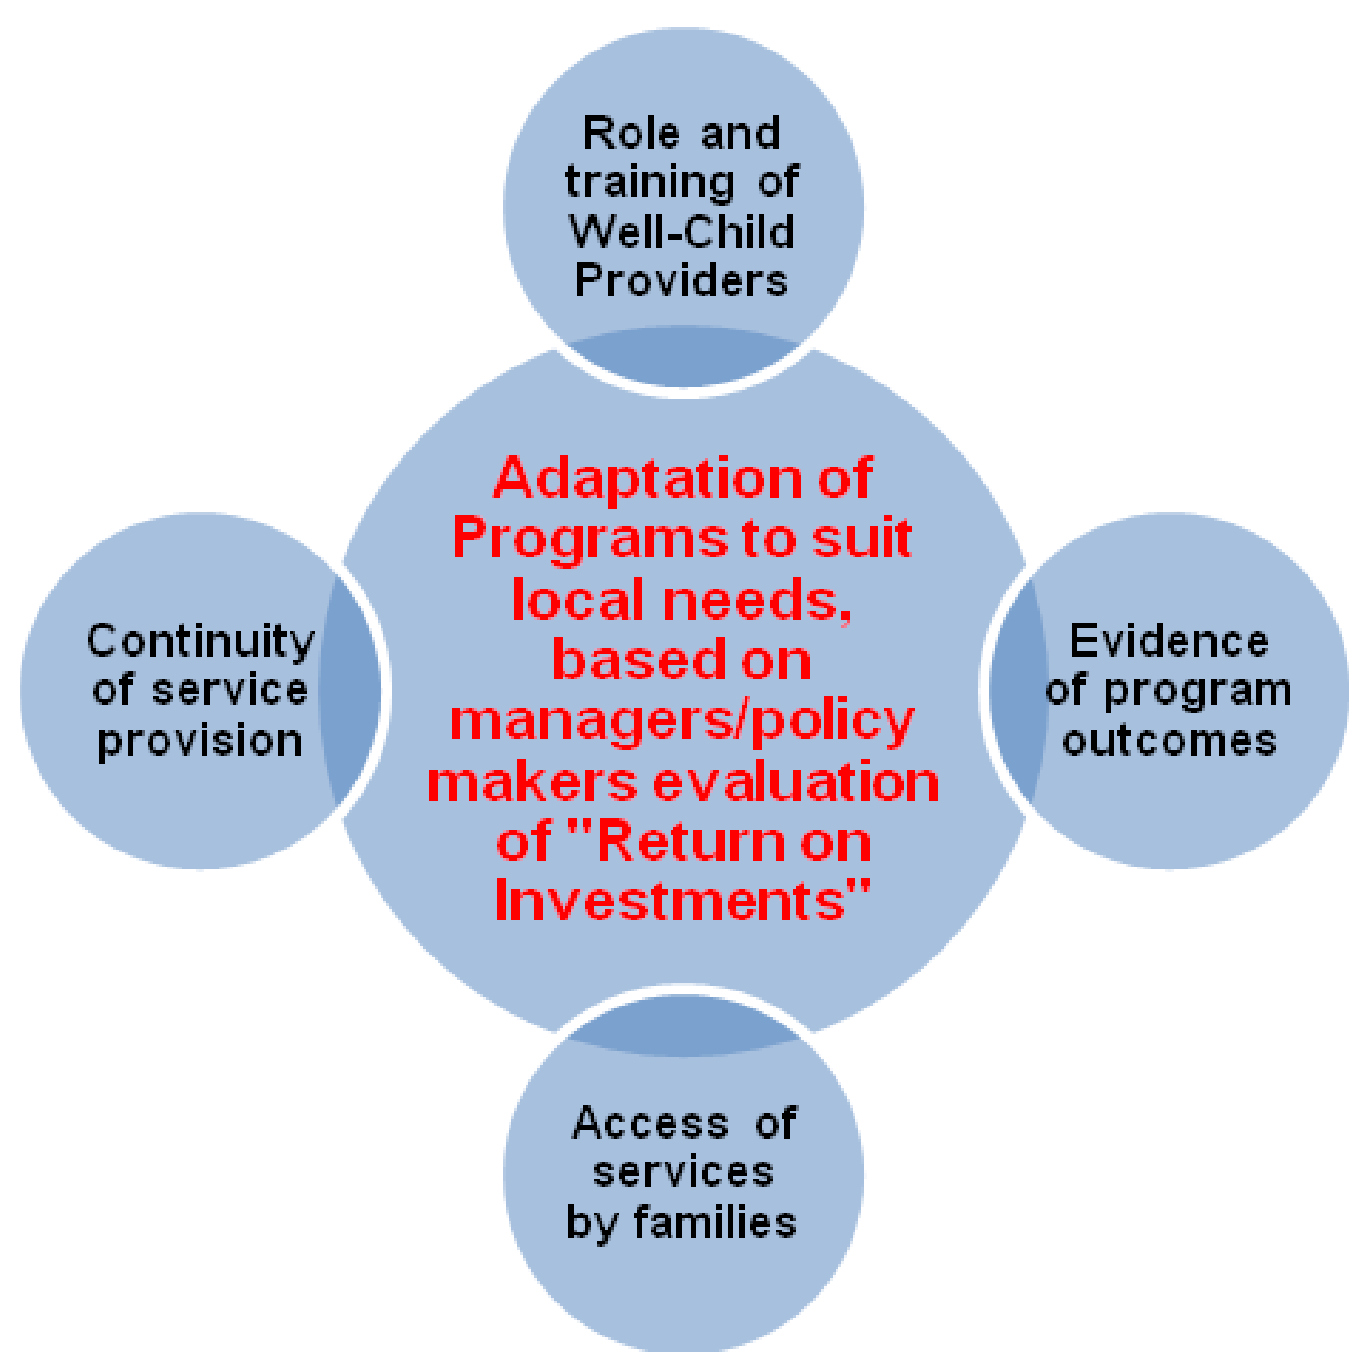 Role and
training of
Well-Child
Providers
Adaptation of
Programs to suit
local needs,
based on
managers/policy
makers evaluation
of "Return on
Investments"
Continuity
of service
provision
Evidence
of program
outcomes
Access of
services
by families